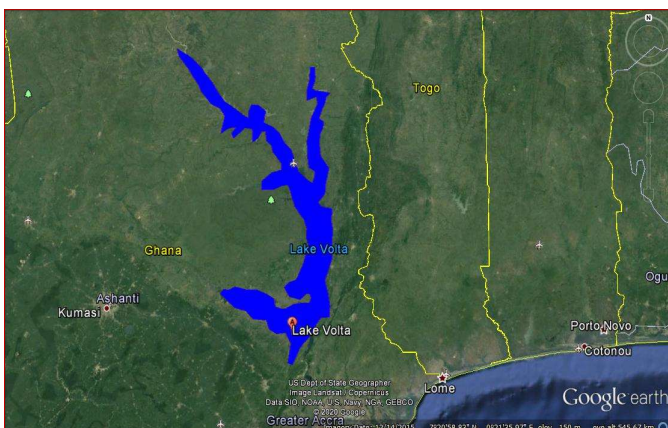 N
Togo
Ghana
Lake Volta
Ogu
Ashanti
Kumasi
Lake Volta
Porto-Novo
Cotonou
Lome
US Dept of State Geographer
Image Landsat / Copernicus
Data SIO, NOAA, U.S. Navy, NGA, GEBCO
© 2020 Google
Google earth
Greater Accra